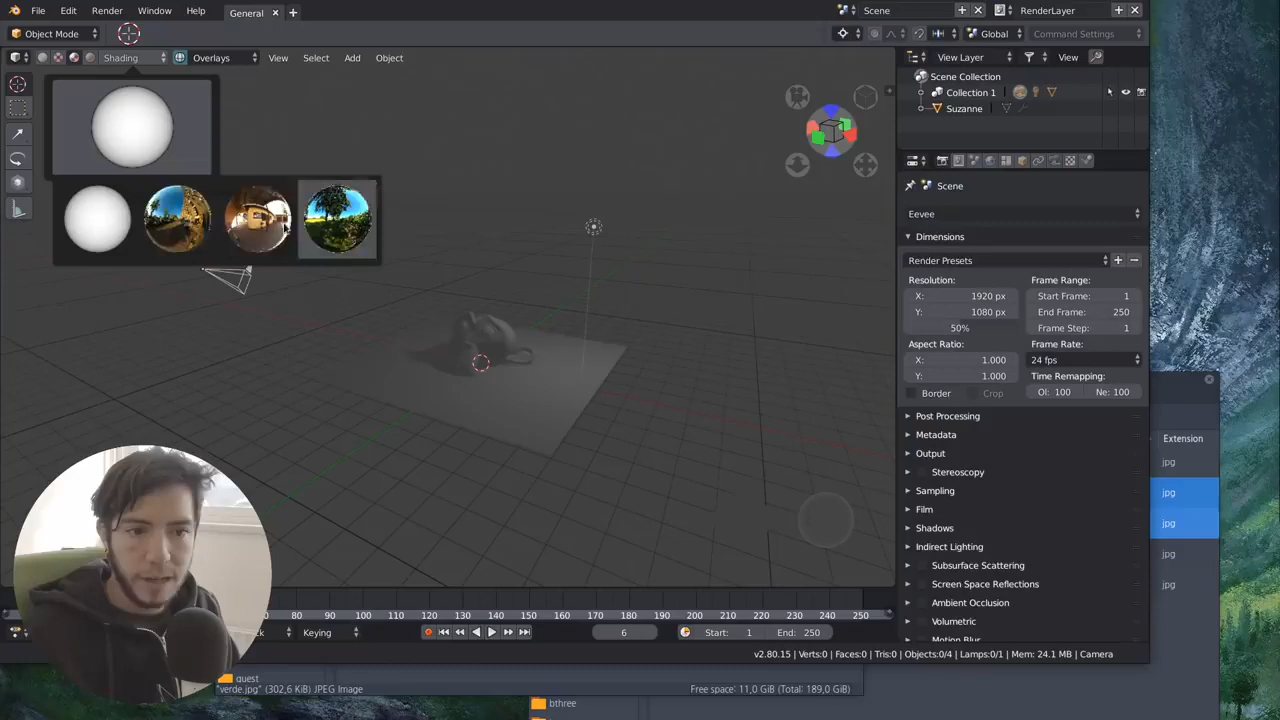 File Edit Render Window Help General Scene RenderLayer
Object Mode Global Command Settings
Shading Overlays View Select Add Object View Layer View
Scene Collection
Collection 1
Suzanne
Scene
Eevee
Dimensions
Render Presets
Resolution: Frame Range:
X: 1920 px Start Frame: 1
Y: 1080 px End Frame: 250
50% Frame Step: 1
Aspect Ratio: Frame Rate:
X: 1.000 24 fps
Y: 1.000 Time Remapping:
Border Crop Ol: 100 Ne: 100
Post Processing
Metadata
Output
Stereoscopy
Sampling
Film
Shadows
Indirect Lighting
Subsurface Scattering
Screen Space Reflections
Ambient Occlusion
Volumetric
Motion Blur
Extension
jpg
jpg
jpg
jpg
jpg
80 90 100 110 120 130 140 150 160 170 180 190 200 210 220 230 240 250
Keying 6 Start: 1 End: 250
v2.80.15 | Verts:0 | Faces:0 | Tris:0 | Objects:0/4 | Lamps:0/1 | Mem: 24.1 MB | Camera
quest
"verde.jpg" (302,6 KiB) JPEG Image Free space: 11,0 GiB (Total: 189,0 GiB)
bthree